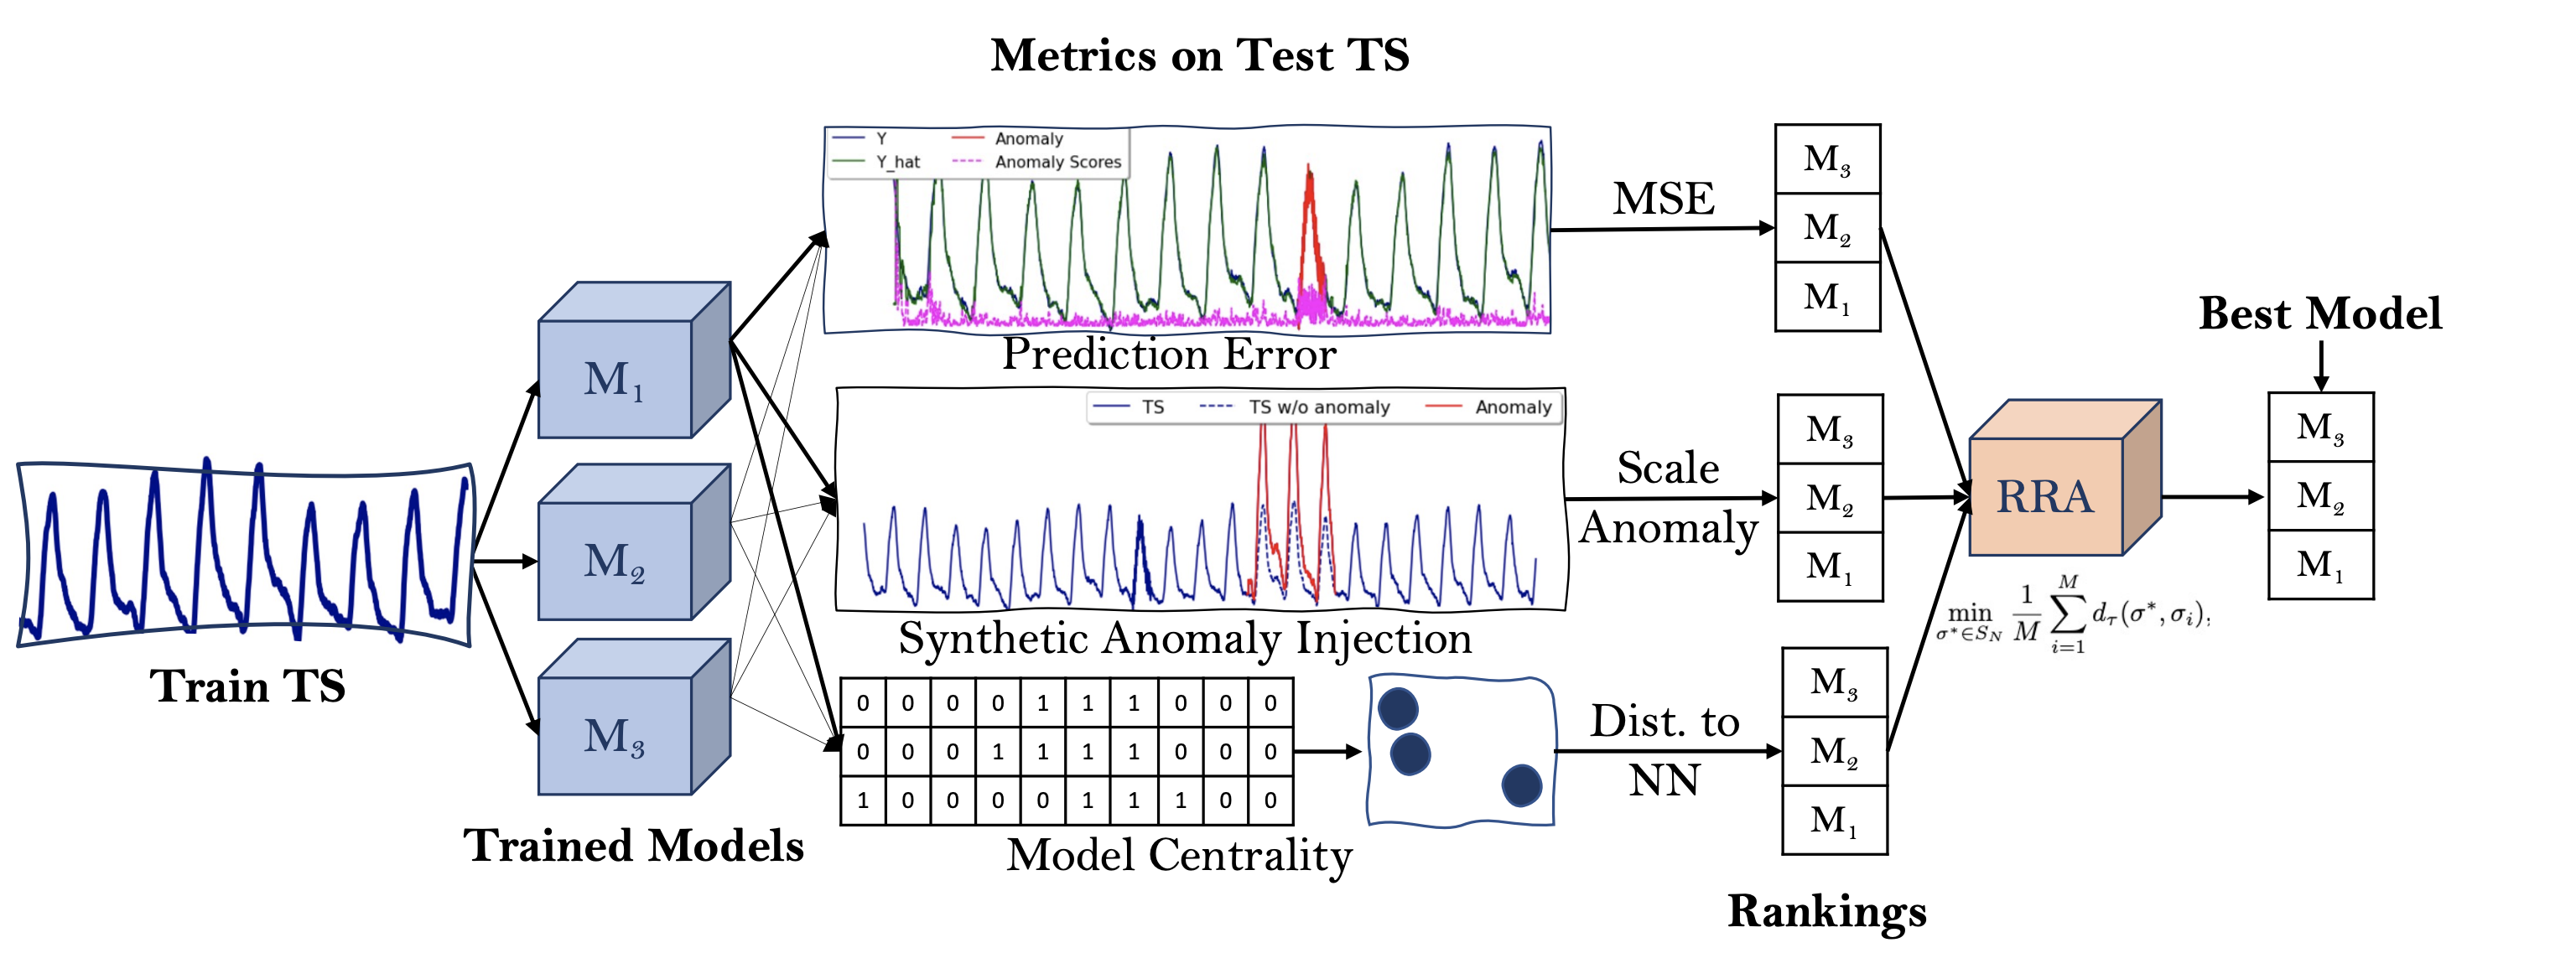 Metrics on Test TS
Y
Anomaly
Y_hat
Anomaly Scores
Prediction Error
MSE
M₃
M₂
M₁
TS
TS w/o anomaly
Anomaly
Synthetic Anomaly Injection
Scale
Anomaly
M₃
M₂
M₁
0 0 0 0 1 1 1 0 0 0
0 0 0 1 1 1 1 0 0 0
1 0 0 0 0 1 1 1 0 0
Model Centrality
Dist. to
NN
M₃
M₂
M₁
Rankings
Train TS
M₁
M₂
M₃
Trained Models
RRA
min_{σ*∈S_N} 1/M ∑_{i=1}^{M} d_τ(σ*, σ_i),
Best Model
M₃
M₂
M₁